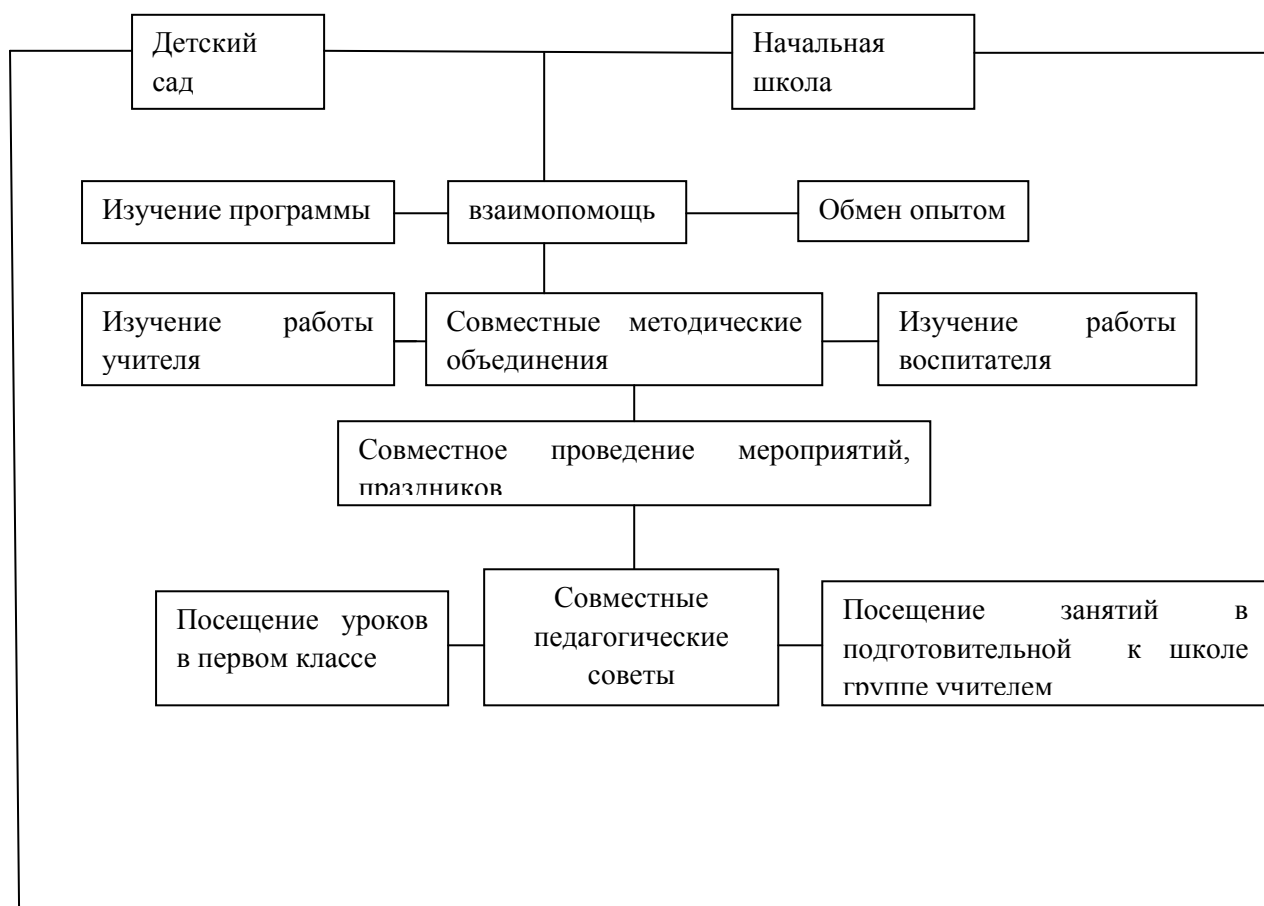 Детский
сад
Начальная
школа
Изучение программы
взаимопомощь
Обмен опытом
Изучение работы
учителя
Совместные методические
объединения
Изучение работы
воспитателя
Совместное проведение мероприятий,
праздников
Посещение уроков
в первом классе
Совместные
педагогические
советы
Посещение занятий в
подготовительной к школе
группе учителем